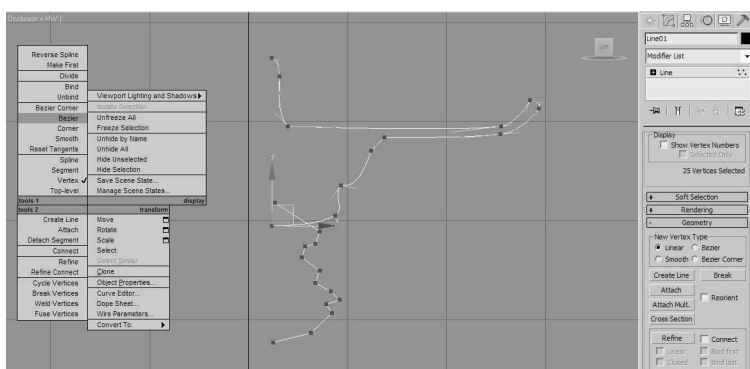 Occlusion + HW ]
Reverse Spline
Make First
Divide
Bind
Unbind
Bezier Corner
Bezier
Corner
Smooth
Reset Tangents
Spline
Segment
Vertex
Top-level
tools 1
tools 2
Create Line
Attach
Detach Segment
Connect
Refine
Refine Connect
Cycle Vertices
Break Vertices
Weld Vertices
Fuse Vertices
Viewport Lighting and Shadows
Isolate Selection
Unfreeze All
Freeze Selection
Unhide by Name
Unhide All
Hide Unselected
Hide Selection
Save Scene State...
Manage Scene States...
display
transform
Move
Rotate
Scale
Select
Select Similar
Clone
Object Properties...
Curve Editor...
Dope Sheet...
Wire Parameters...
Convert To:
y
LEFT
Line01
Modifier List
Line
Display
Show Vertex Numbers
Selected Only
25 Vertices Selected
+ Soft Selection
+ Rendering
- Geometry
New Vertex Type
Linear Bezier
Smooth Bezier Corner
Create Line Break
Attach
Reorient
Attach Mult.
Cross Section
Refine Connect
Linear Bind first
Closed Bind last